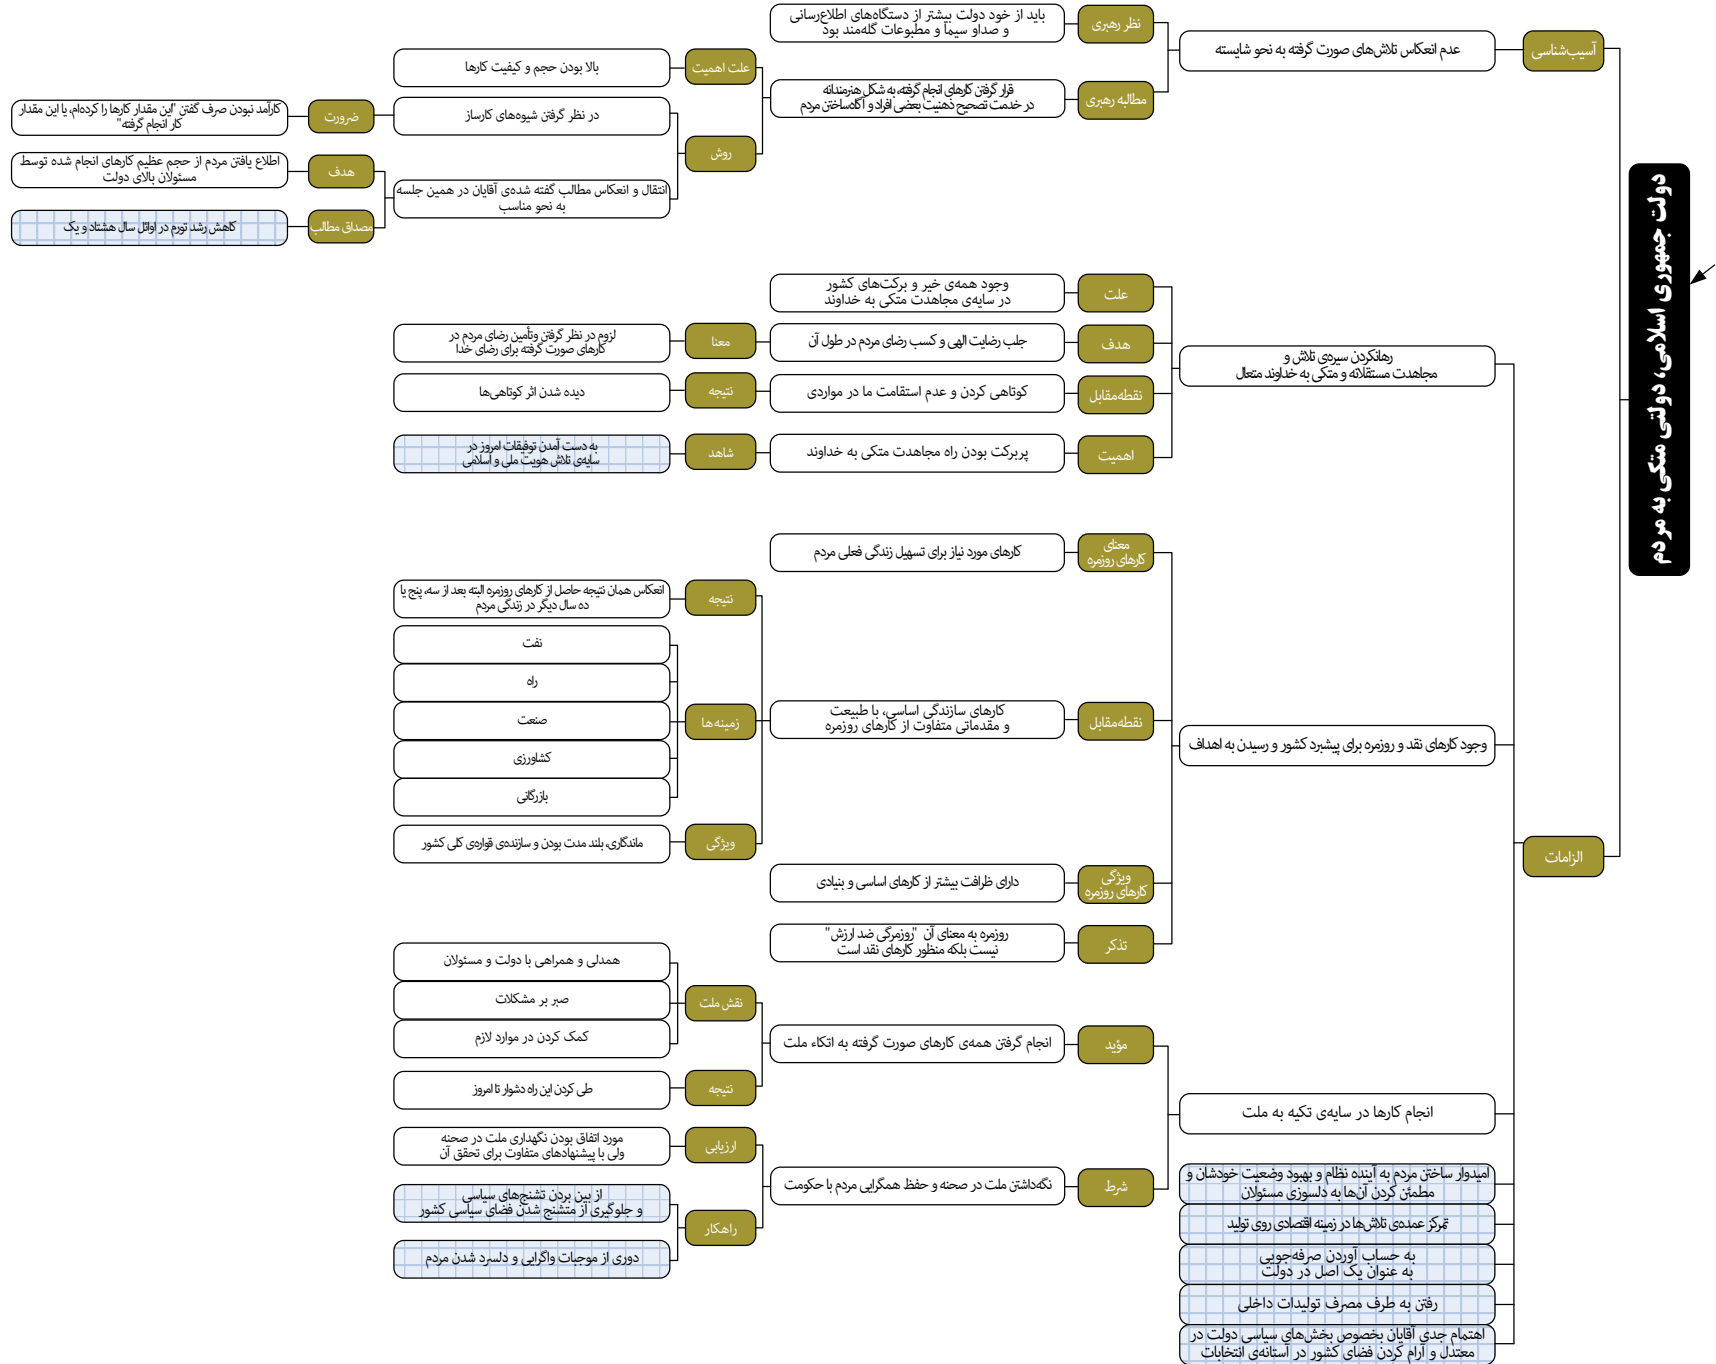 دولت جمهوری اسلامی، دولتی متکی به مردم
آسیب‌شناسی
عدم انعکاس تلاش‌های صورت گرفته به نحو شایسته
نظر رهبری
باید از خود دولت بیشتر از دستگاه‌های اطلاع‌رسانی
و صداو سیما و مطبوعات گله‌مند بود
مطالبه رهبری
قرار گرفتن کارهای انجام گرفته، به شکل هنرمندانه
در خدمت تصحیح ذهنیت بعضی افراد و آگاه‌ساختن مردم
علت اهمیت
بالا بودن حجم و کیفیت کارها
روش
در نظر گرفتن شیوه‌های کارساز
ضرورت
کارآمد نبودن صرف گفتن "این مقدار کارها را کرده‌ام، یا این مقدار
کار انجام گرفته"
انتقال و انعکاس مطالب گفته شده‌ی آقایان در همین جلسه
به نحو مناسب
هدف
اطلاع یافتن مردم از حجم عظیم کارهای انجام شده توسط
مسئولان بالای دولت
مصداق مطالب
کاهش رشد تورم در اوائل سال هشتاد و یک
الزامات
رهانکردن سیره‌ی تلاش و
مجاهدت مستقلانه و متکی به خداوند متعال
علت
وجود همه‌ی خیر و برکت‌های کشور
در سایه‌ی مجاهدت متکی به خداوند
هدف
جلب رضایت الهی و کسب رضای مردم در طول آن
معنا
لزوم در نظر گرفتن وتأمین رضای مردم در
کارهای صورت گرفته برای رضای خدا
نقطه‌مقابل
کوتاهی کردن و عدم استقامت ما در مواردی
نتیجه
دیده شدن اثر کوتاهی‌ها
اهمیت
پربرکت بودن راه مجاهدت متکی به خداوند
شاهد
به دست آمدن توفیقات امروز در
سایه‌ی تلاش هویت ملی و اسلامی
وجود کارهای نقد و روزمره برای پیشبرد کشور و رسیدن به اهداف
معنای
کارهای روزمره
کارهای مورد نیاز برای تسهیل زندگی فعلی مردم
نقطه‌مقابل
کارهای سازندگی اساسی، با طبیعت
و مقدماتی متفاوت از کارهای روزمره
نتیجه
انعکاس همان نتیجه حاصل از کارهای روزمره البته بعد از سه، پنج یا
ده سال دیگر در زندگی مردم
زمینه‌ها
نفت
راه
صنعت
کشاورزی
بازرگانی
ویژگی
ماندگاری، بلند مدت بودن و سازنده‌ی قواره‌ی کلی کشور
ویژگی
کارهای روزمره
دارای ظرافت بیشتر از کارهای اساسی و بنیادی
تذکر
روزمره به معنای آن "روزمرگی ضد ارزش"
نیست بلکه منظور کارهای نقد است
انجام کارها در سایه‌ی تکیه به ملت
مؤید
انجام گرفتن همه‌ی کارهای صورت گرفته به اتکاء ملت
نقش ملت
همدلی و همراهی با دولت و مسئولان
صبر بر مشکلات
کمک کردن در موارد لازم
نتیجه
طی کردن این راه دشوار تا امروز
شرط
نگه‌داشتن ملت در صحنه و حفظ همگرایی مردم با حکومت
ارزیابی
مورد اتفاق بودن نگهداری ملت در صحنه
ولی با پیشنهادهای متفاوت برای تحقق آن
راهکار
از بین بردن تشنج‌های سیاسی
و جلوگیری از متشنج شدن فضای سیاسی کشور
دوری از موجبات واگرایی و دلسرد شدن مردم
امیدوار ساختن مردم به آینده نظام و بهبود وضعیت خودشان و
مطمئن کردن آن‌ها به دلسوزی مسئولان
تمرکز عمده‌ی تلاش‌ها در زمینه اقتصادی روی تولید
به حساب آوردن صرفه‌جویی
به عنوان یک اصل در دولت
رفتن به طرف مصرف تولیدات داخلی
اهتمام جدی آقایان بخصوص بخش‌های سیاسی دولت در
معتدل و آرام کردن فضای کشور در آستانه‌ی انتخابات